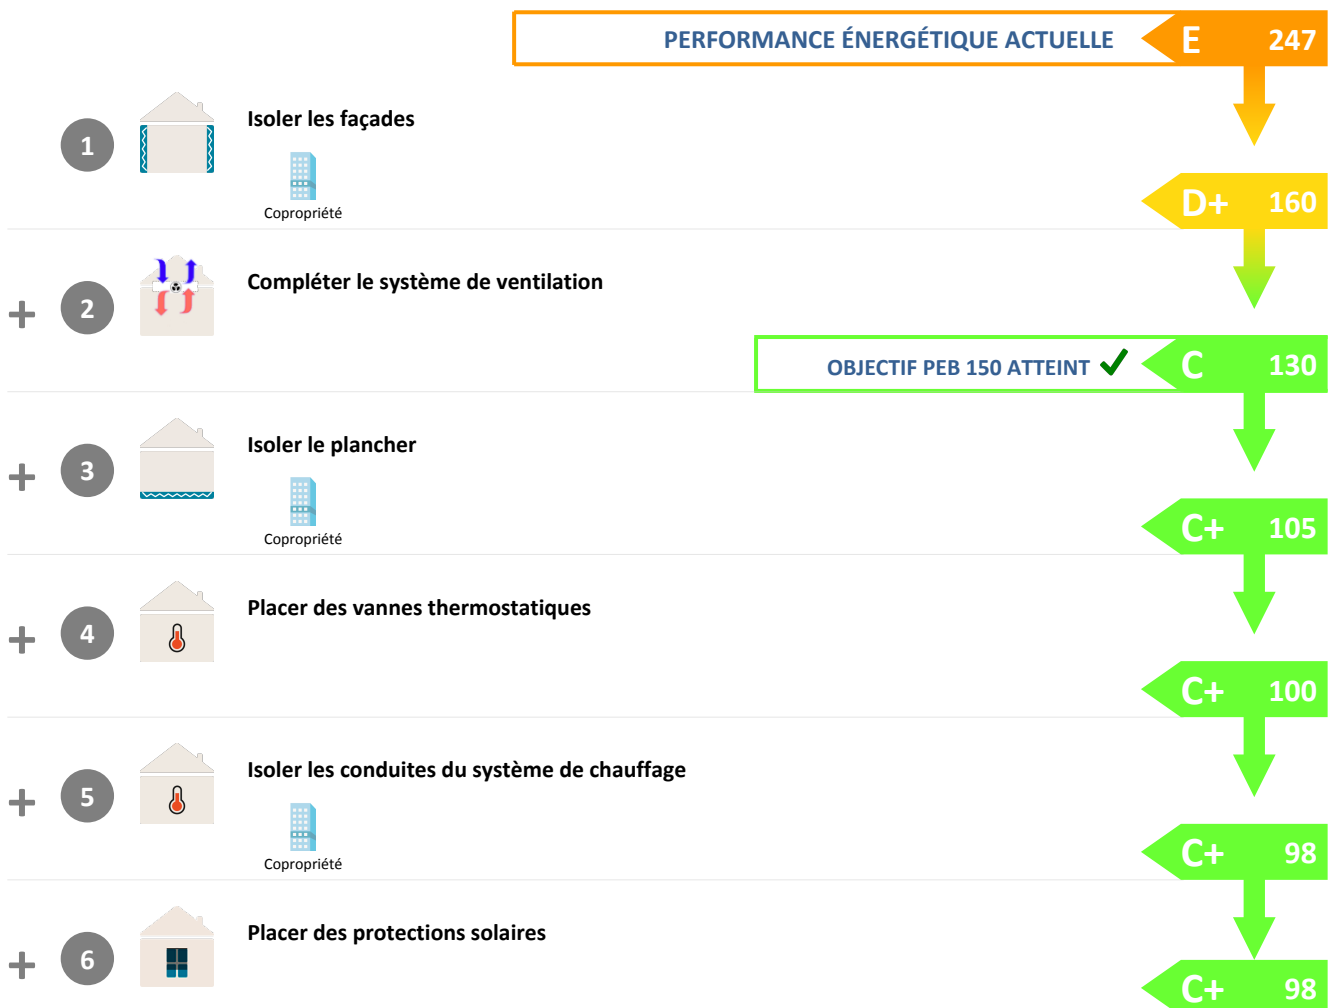 PERFORMANCE ÉNERGÉTIQUE ACTUELLE E 247
1 Isoler les façades
Copropriété
D+ 160
+ 2 Compléter le système de ventilation
OBJECTIF PEB 150 ATTEINT ✔ C 130
+ 3 Isoler le plancher
Copropriété
C+ 105
+ 4 Placer des vannes thermostatiques
C+ 100
+ 5 Isoler les conduites du système de chauffage
Copropriété
C+ 98
+ 6 Placer des protections solaires
C+ 98